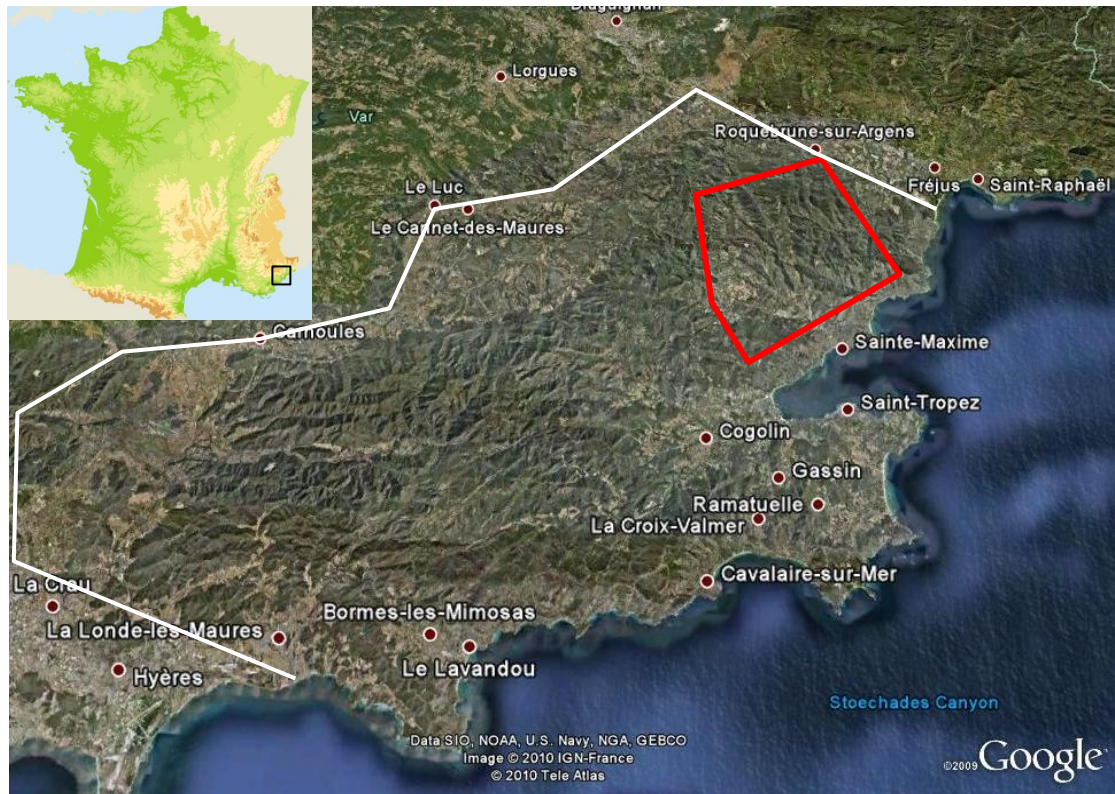 Draguignan
Lorgues
Var
Roquebrune-sur-Argens
Le Luc
Fréjus
Saint-Raphaël
Le Cannet-des-Maures
Carnoules
Sainte-Maxime
Saint-Tropez
Cogolin
Gassin
Ramatuelle
La Croix-Valmer
Cavalaire-sur-Mer
La Crau
Bormes-les-Mimosas
La Londe-les-Maures
Le Lavandou
Hyères
Stoechades Canyon
Data SIO, NOAA, U.S. Navy, NGA, GEBCO
Image © 2010 IGN-France
© 2010 Tele Atlas
©2009 Google